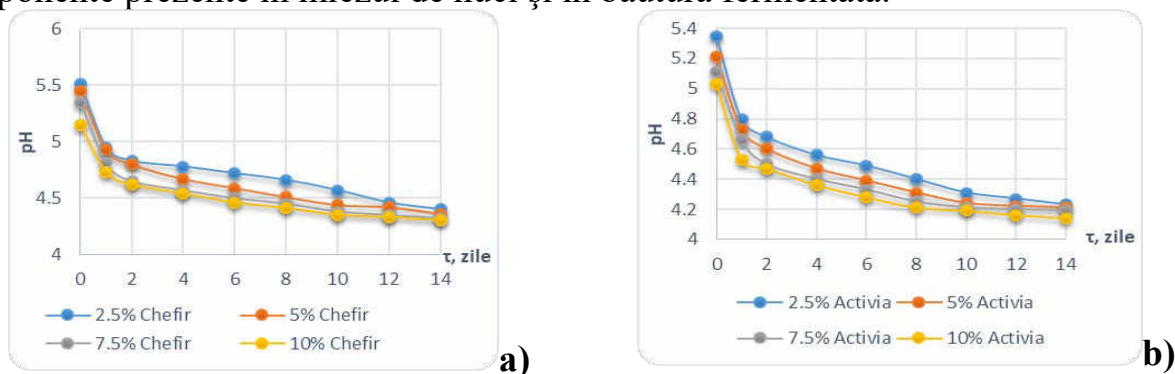 ponente prezente în miezul de nuci și în băutura fermentată.
6
5.5
5
4.5
4
pH
τ, zile
0 2 4 6 8 10 12 14
2.5% Chefir 5% Chefir
7.5% Chefir 10% Chefir
a)
5.4
5.2
5
4.8
4.6
4.4
4.2
4
pH
τ, zile
0 2 4 6 8 10 12 14
2.5% Activia 5% Activia
7.5% Activia 10% Activia
b)